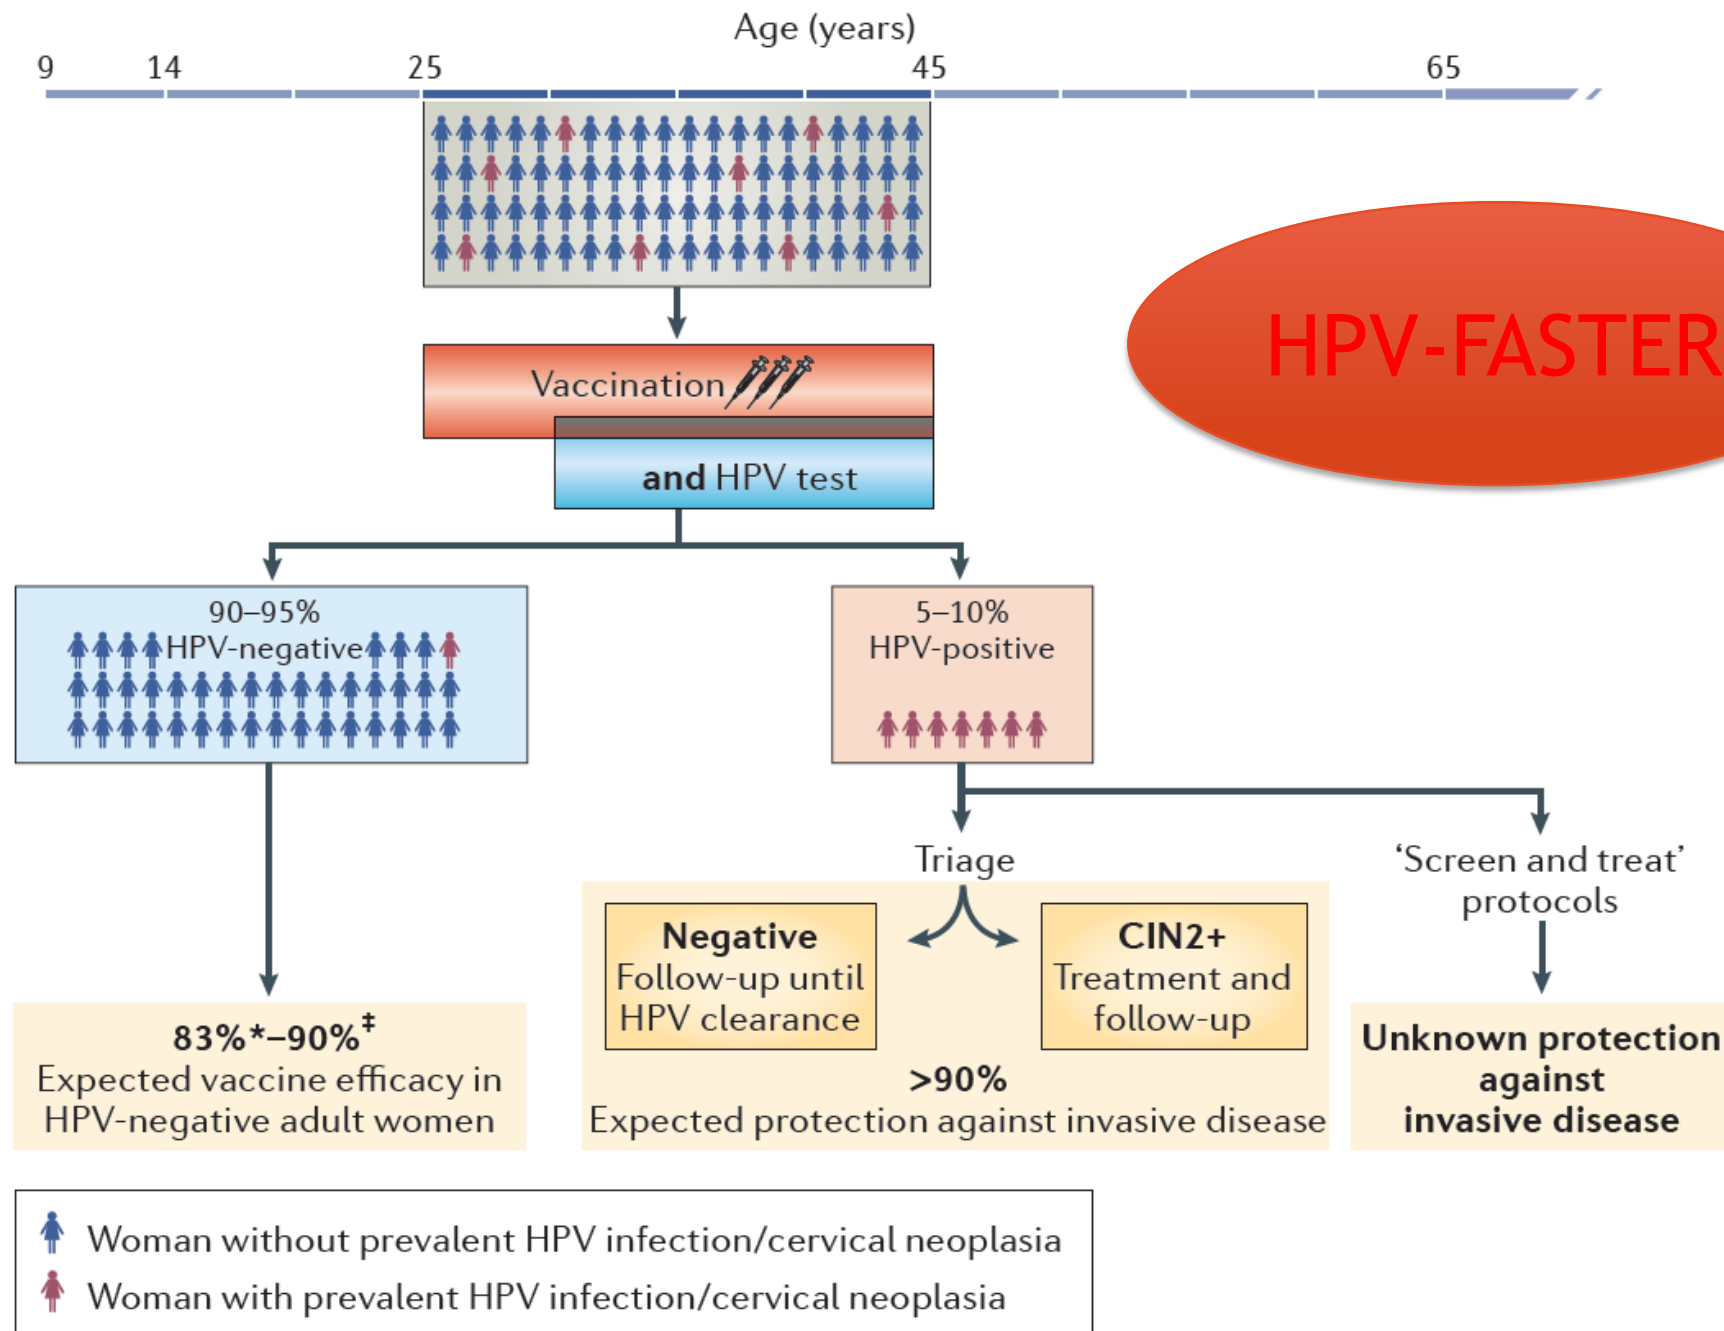 Age (years)
9 14 25 45 65
HPV-FASTER
Vaccination
and HPV test
90–95%
HPV-negative
5–10%
HPV-positive
Triage
Negative
Follow-up until
HPV clearance
CIN2+
Treatment and
follow-up
>90%
Expected protection against invasive disease
‘Screen and treat’
protocols
Unknown protection
against
invasive disease
83%*–90%‡
Expected vaccine efficacy in
HPV-negative adult women
Woman without prevalent HPV infection/cervical neoplasia
Woman with prevalent HPV infection/cervical neoplasia